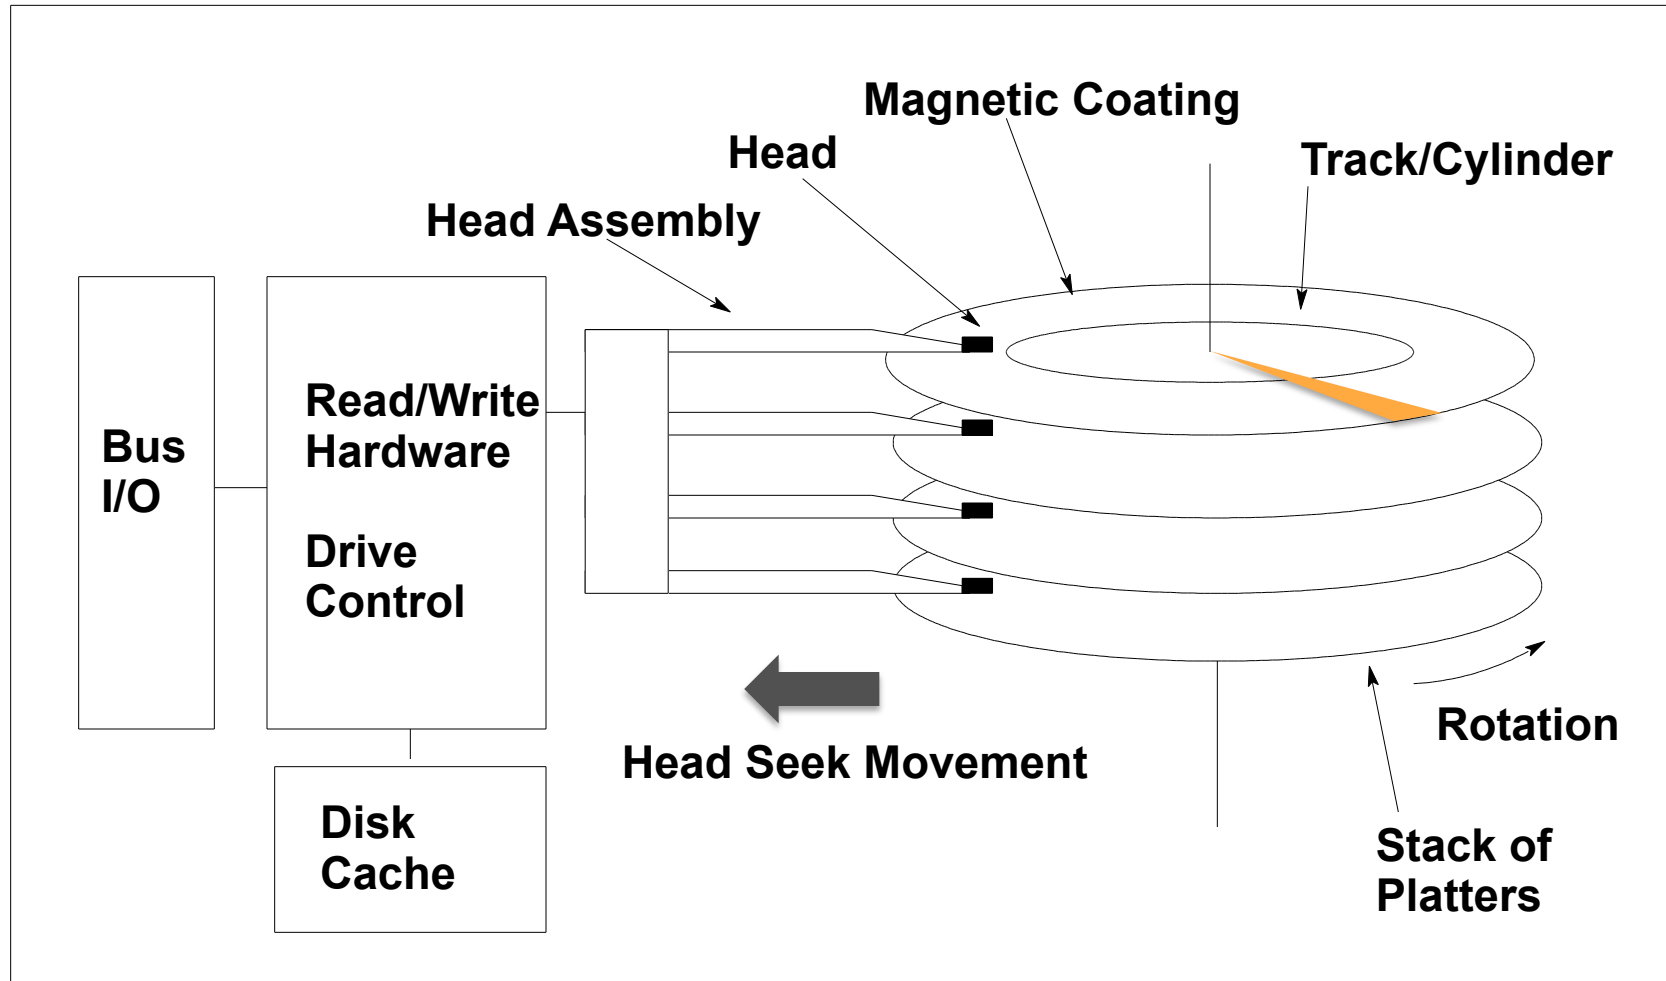 Magnetic Coating
Head
Track/Cylinder
Head Assembly
Bus
I/O
Read/Write
Hardware
Drive
Control
Head Seek Movement
Rotation
Disk
Cache
Stack of
Platters